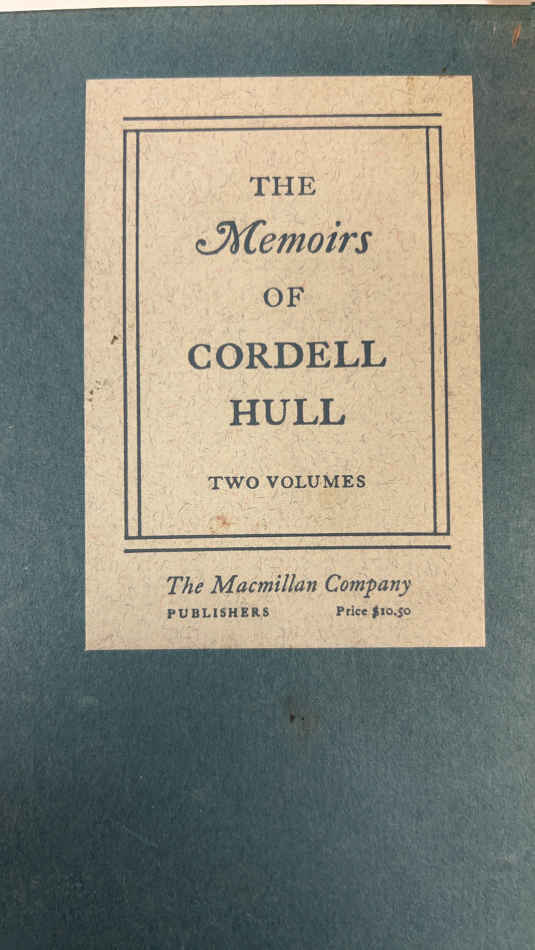 THE
Memoirs
OF
CORDELL
HULL
TWO VOLUMES
The Macmillan Company
PUBLISHERS Price $10.50